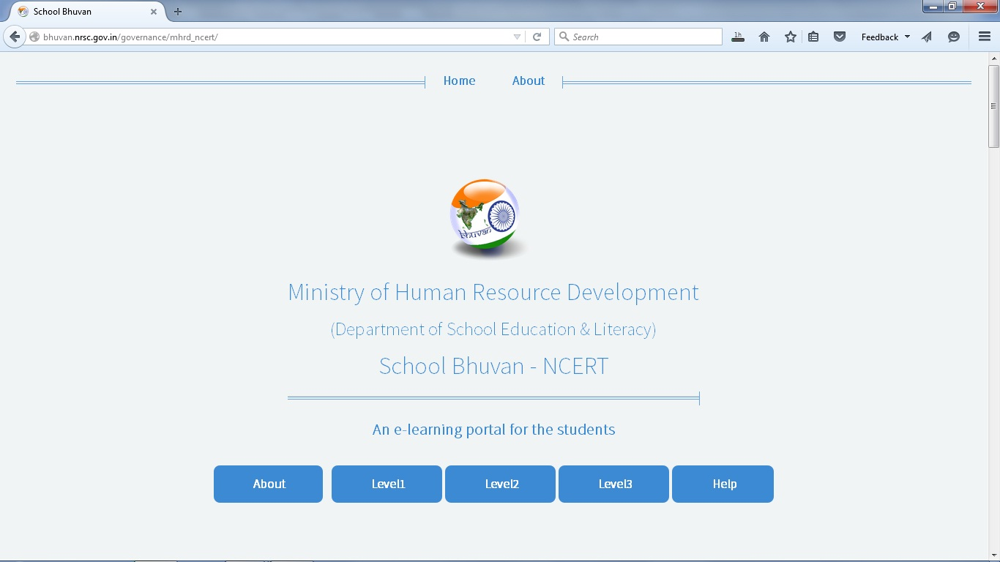 School Bhuvan
bhuvan.nrsc.gov.in/governance/mhrd_ncert/
Search
1h
Feedback
Home About
bhuvan
Ministry of Human Resource Development
(Department of School Education & Literacy)
School Bhuvan - NCERT
An e-learning portal for the students
About Level1 Level2 Level3 Help